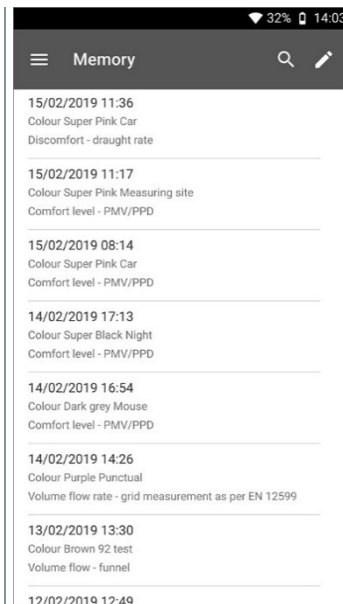 32% 14:03
Memory
15/02/2019 11:36
Colour Super Pink Car
Discomfort - draught rate
15/02/2019 11:17
Colour Super Pink Measuring site
Comfort level - PMV/PPD
15/02/2019 08:14
Colour Super Pink Car
Comfort level - PMV/PPD
14/02/2019 17:13
Colour Super Black Night
Comfort level - PMV/PPD
14/02/2019 16:54
Colour Dark grey Mouse
Comfort level - PMV/PPD
14/02/2019 14:26
Colour Purple Punctual
Volume flow rate - grid measurement as per EN 12599
13/02/2019 13:30
Colour Brown 92 test
Volume flow - funnel
12/02/2019 12:49